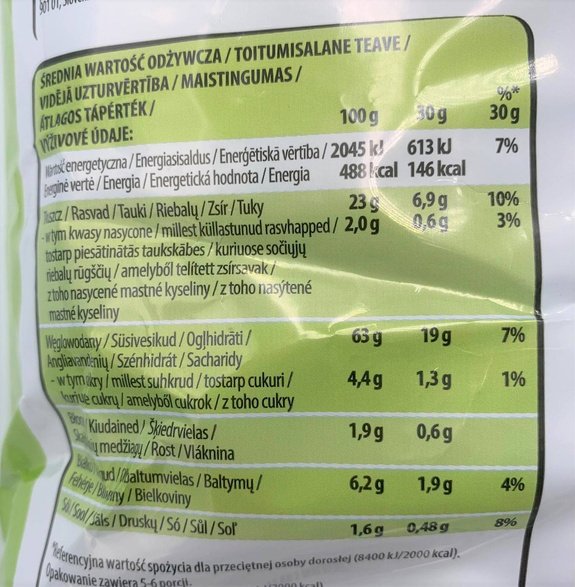 ŚREDNIA WARTOŚĆ ODŻYWCZA / TOITUMISALANE TEAVE /
VIDĒJĀ UZTURVĒRTĪBA / MAISTINGUMAS /
ÁTLAGOS TÁPÉRTÉK /
VÝŽIVOVÉ ÚDAJE: 100 g 30 g %* 30 g
Wartość energetyczna / Energiasisaldus / Enerģētiskā vērtība / 2045 kJ 613 kJ 7%
Energinė vertė / Energia / Energetická hodnota / Energia 488 kcal 146 kcal
Tłuszcz / Rasvad / Tauki / Riebalų / Zsír / Tuky 23 g 6,9 g 10%
- w tym kwasy nasycone / millest küllastunud rasvhapped / 2,0 g 0,6 g 3%
tostarp piesātinātās taukskābes / kuriuose sočiųjų
riebalų rūgščių / amelyből telített zsírsavak /
z toho nasycené mastné kyseliny / z toho nasýtené
mastné kyseliny
Węglowodany / Süsivesikud / Ogļhidrāti / 63 g 19 g 7%
Angliavandenių / Szénhidrát / Sacharidy
- w tym cukry / millest suhkrud / tostarp cukuri / 4,4 g 1,3 g 1%
kuriose cukrų / amelyből cukrok / z toho cukry
Kiudained / Šķiedrvielas / 1,9 g 0,6 g
medžiagų / Rost / Vláknina
/ Olbaltumvielas / Baltymų / 6,2 g 1,9 g 4%
Fehérje / Bílkoviny / Bielkoviny
Sól / Sool / Sāls / Druskų / Só / Sůl / Soľ 1,6 g 0,48 g 8%
*Referencyjna wartość spożycia dla przeciętnej osoby dorosłej (8400 kJ/2000 kcal).
Opakowanie zawiera 5-6 porcji.